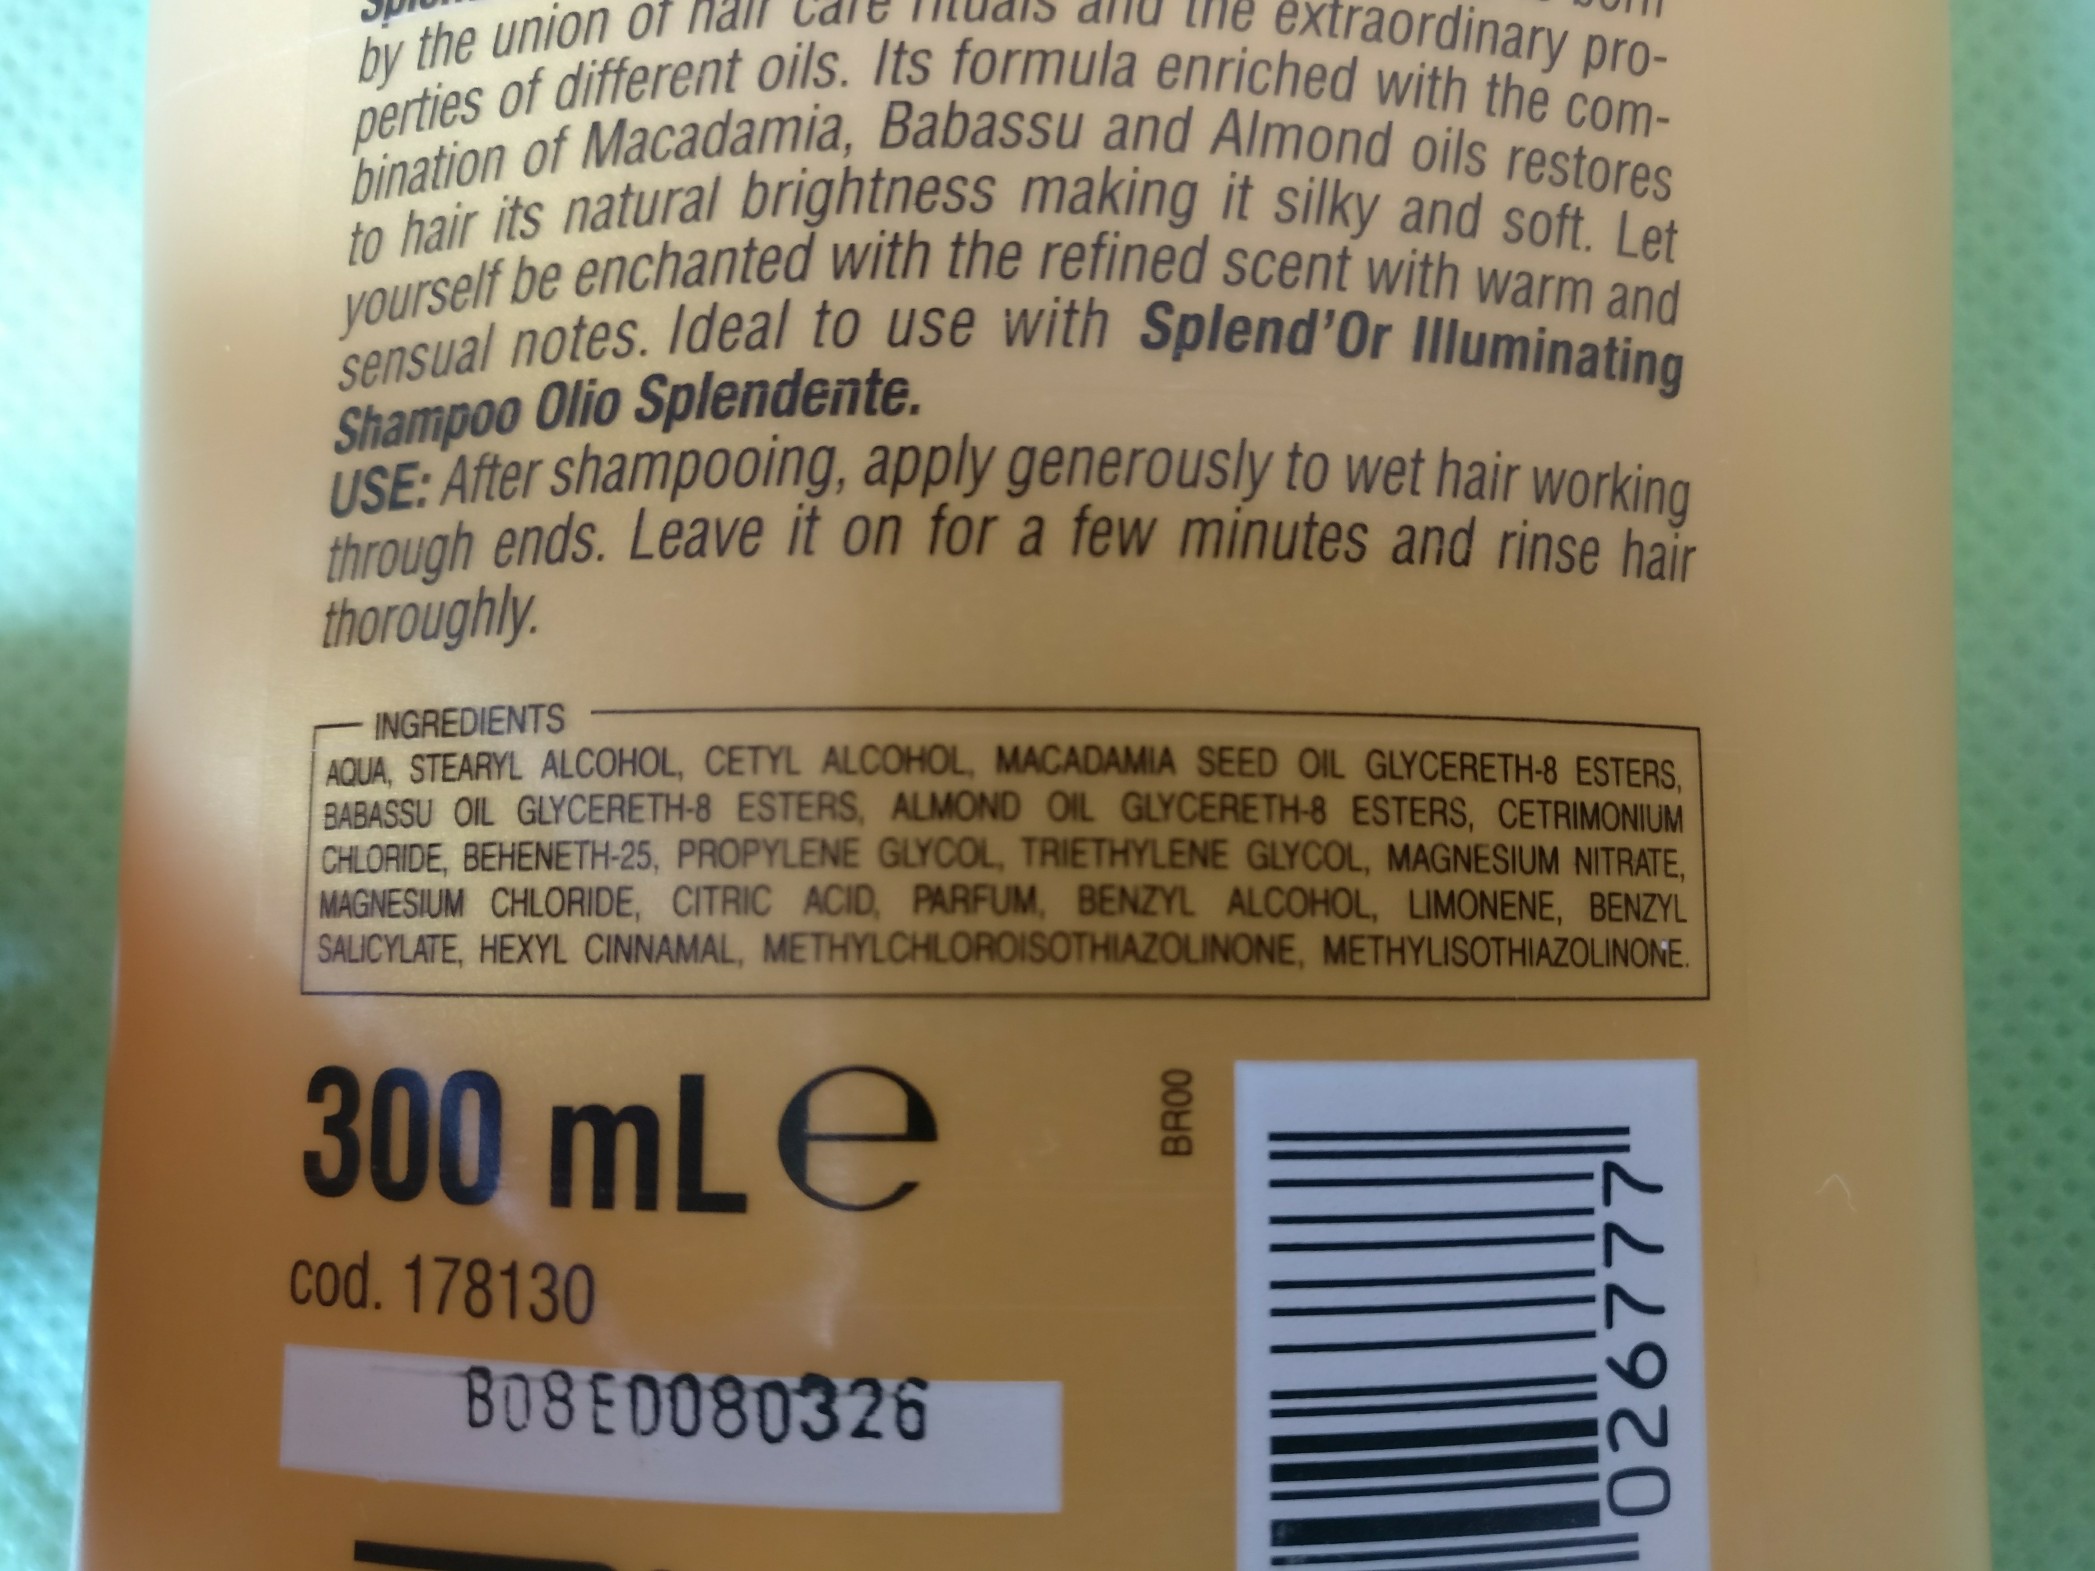 by the union of hair care rituals and the extraordinary pro-
perties of different oils. Its formula enriched with the com-
bination of Macadamia, Babassu and Almond oils restores
to hair its natural brightness making it silky and soft. Let
yourself be enchanted with the refined scent with warm and
sensual notes. Ideal to use with Splend'Or Illuminating
Shampoo Olio Splendente.
USE: After shampooing, apply generously to wet hair working
through ends. Leave it on for a few minutes and rinse hair
thoroughly.
INGREDIENTS
AQUA, STEARYL ALCOHOL, CETYL ALCOHOL, MACADAMIA SEED OIL GLYCERETH-8 ESTERS,
BABASSU OIL GLYCERETH-8 ESTERS, ALMOND OIL GLYCERETH-8 ESTERS, CETRIMONIUM
CHLORIDE, BEHENETH-25, PROPYLENE GLYCOL, TRIETHYLENE GLYCOL, MAGNESIUM NITRATE,
MAGNESIUM CHLORIDE, CITRIC ACID, PARFUM, BENZYL ALCOHOL, LIMONENE, BENZYL
SALICYLATE, HEXYL CINNAMAL, METHYLCHLOROISOTHIAZOLINONE, METHYLISOTHIAZOLINONE.
300 mL e
BR00
cod. 178130
B08ED080326
026777